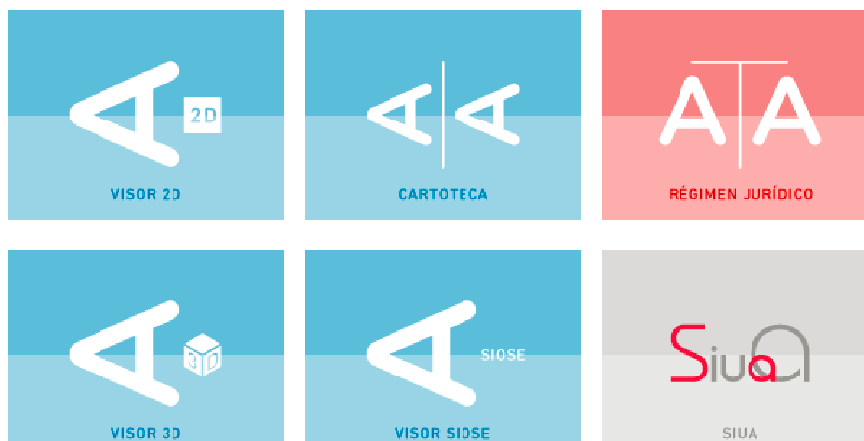 A 2D
VISOR 2D
A A
CARTOTECA
A A
RÉGIMEN JURÍDICO
A 3D
VISOR 3D
A SIOSE
VISOR SIOSE
Siua a
SIUA